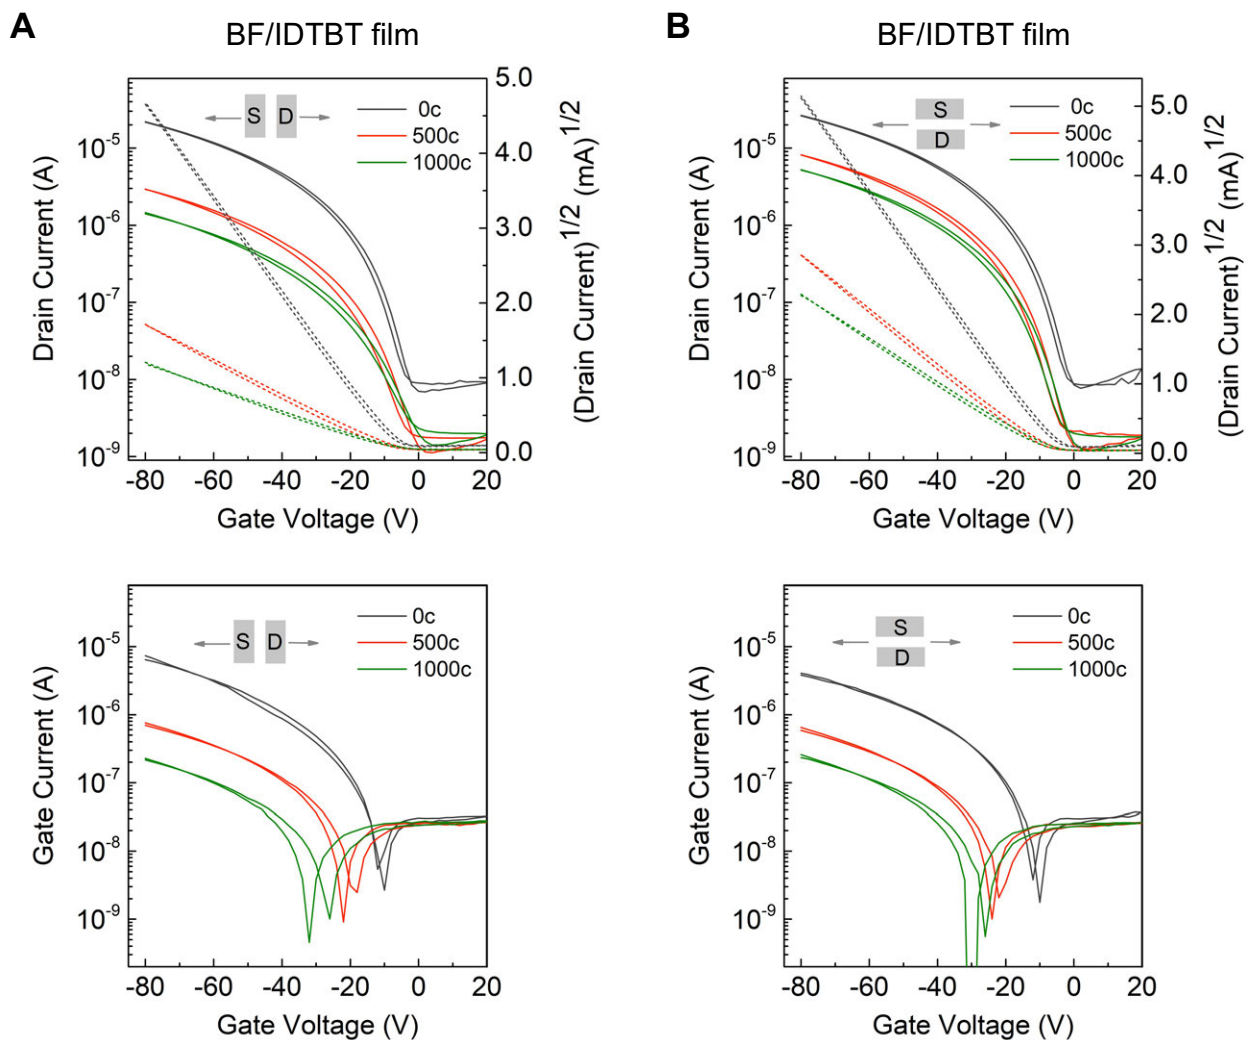 A
BF/IDTBT film
B
BF/IDTBT film
Drain Current (A)
10⁻⁵
10⁻⁶
10⁻⁷
10⁻⁸
10⁻⁹
S D
0c
500c
1000c
5.0
4.0
3.0
2.0
1.0
0.0
(Drain Current)^1/2 (mA)^1/2
-80 -60 -40 -20 0 20
Gate Voltage (V)
Drain Current (A)
10⁻⁵
10⁻⁶
10⁻⁷
10⁻⁸
10⁻⁹
S
D
0c
500c
1000c
5.0
4.0
3.0
2.0
1.0
0.0
(Drain Current)^1/2 (mA)^1/2
-80 -60 -40 -20 0 20
Gate Voltage (V)
Gate Current (A)
10⁻⁵
10⁻⁶
10⁻⁷
10⁻⁸
10⁻⁹
S D
0c
500c
1000c
-80 -60 -40 -20 0 20
Gate Voltage (V)
Gate Current (A)
10⁻⁵
10⁻⁶
10⁻⁷
10⁻⁸
10⁻⁹
S
D
0c
500c
1000c
-80 -60 -40 -20 0 20
Gate Voltage (V)